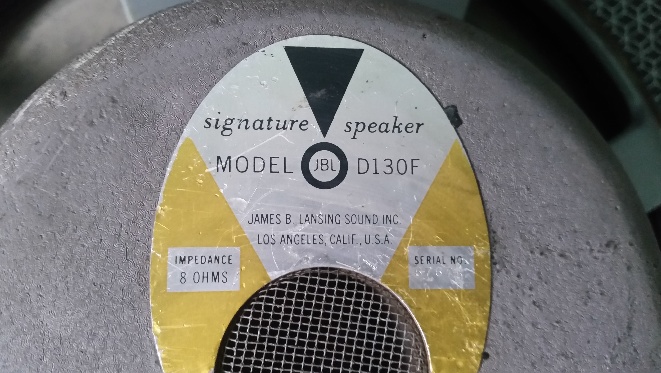 signature speaker
MODEL JBL D130F
JAMES B. LANSING SOUND INC.
LOS ANGELES, CALIF., U.S.A.
IMPEDANCE
8 OHMS
SERIAL NO.